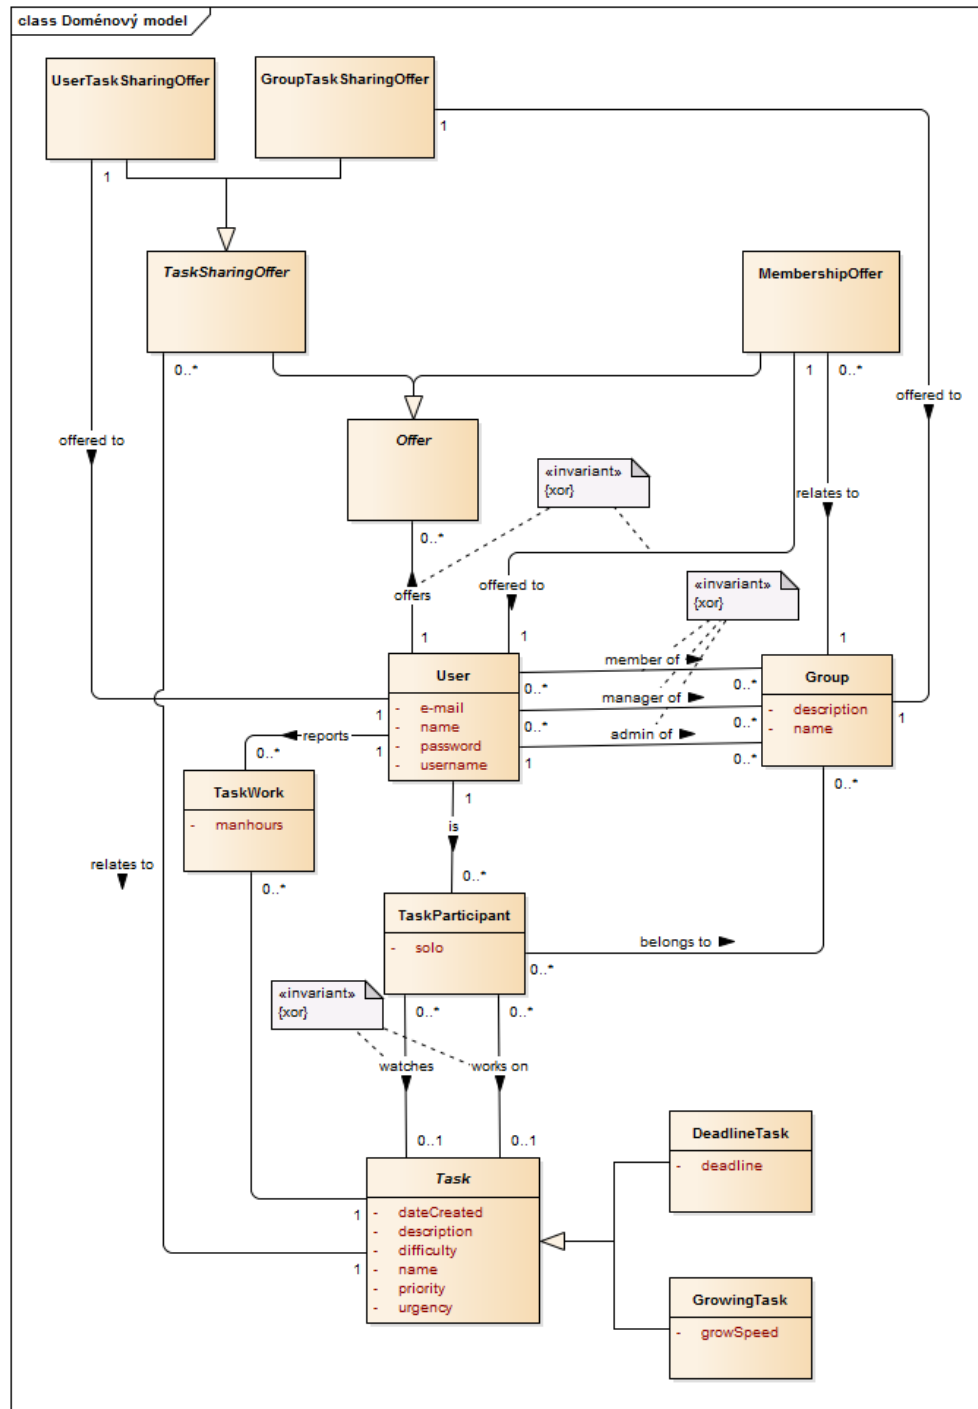 class Doménový model
UserTaskSharingOffer
GroupTaskSharingOffer
1
1
TaskSharingOffer
MembershipOffer
0..*
1
0..*
offered to
offered to
Offer
«invariant»
{xor}
relates to
0..*
«invariant»
{xor}
offers
offered to
1
1
1
User
- e-mail
- name
- password
- username
member of
0..*
0..*
manager of
0..*
0..*
admin of
1
0..*
Group
- description
- name
1
1
reports
0..*
1
TaskWork
- manhours
1
0..*
is
relates to
0..*
0..*
TaskParticipant
- solo
belongs to
0..*
«invariant»
{xor}
0..*
0..*
watches
works on
0..1
0..1
DeadlineTask
- deadline
Task
- dateCreated
- description
- difficulty
- name
- priority
- urgency
1
1
GrowingTask
- growSpeed